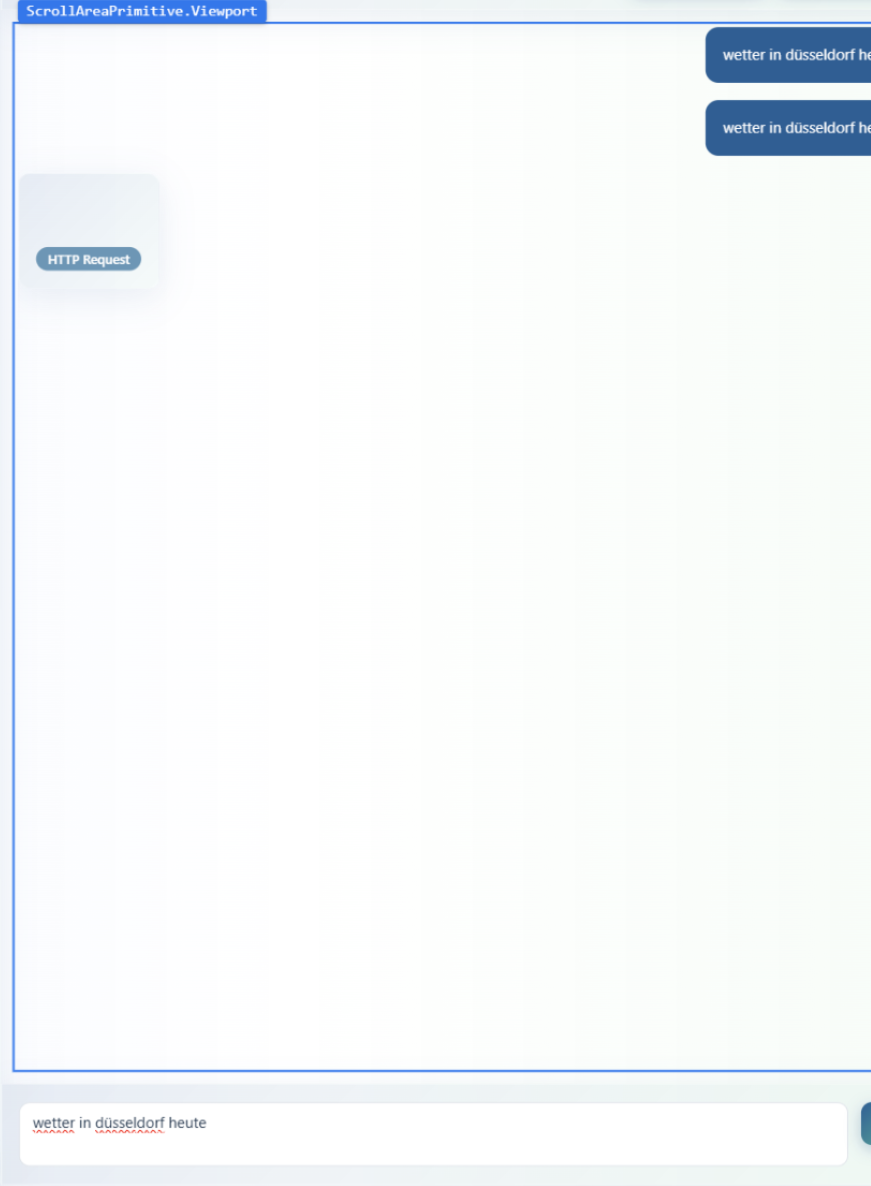 ScrollAreaPrimitive.Viewport
wetter in düsseldorf he
wetter in düsseldorf he
HTTP Request
wetter in düsseldorf heute